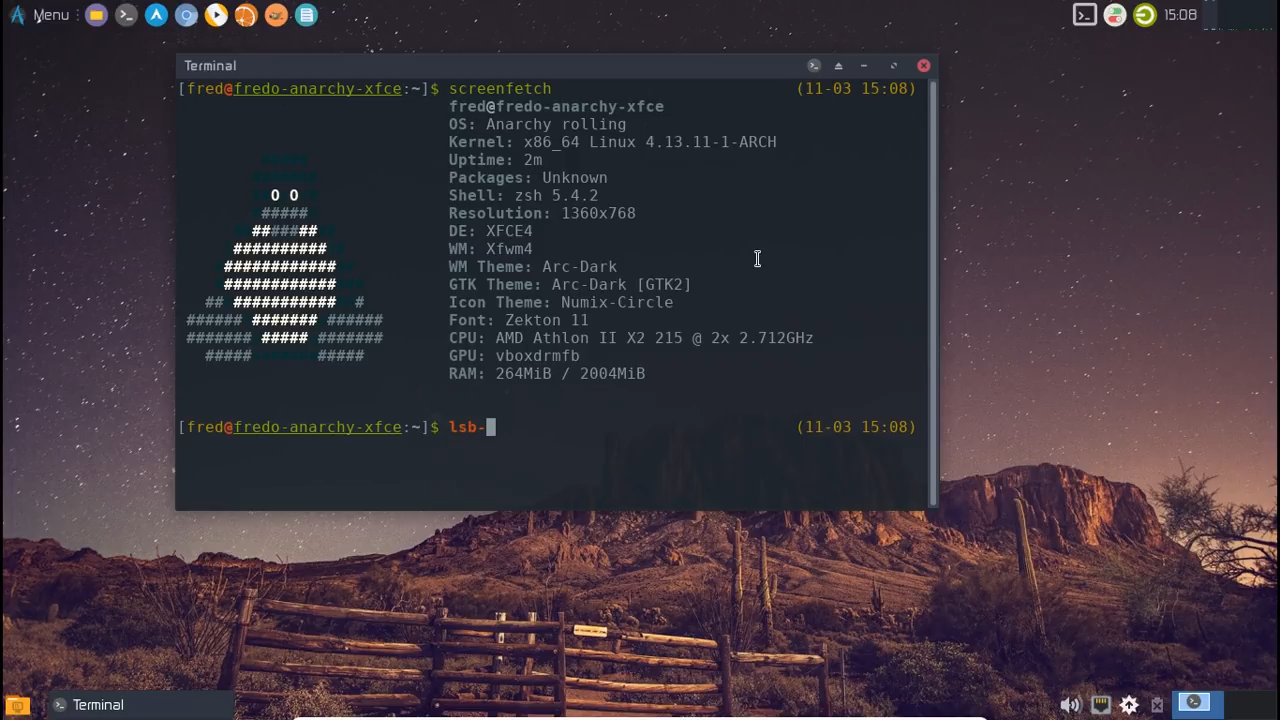 Menu
15:08
Terminal
[fred@fredo-anarchy-xfce:~]$ screenfetch (11-03 15:08)
fred@fredo-anarchy-xfce
OS: Anarchy rolling
Kernel: x86_64 Linux 4.13.11-1-ARCH
Uptime: 2m
Packages: Unknown
O O Shell: zsh 5.4.2
##### Resolution: 1360x768
######### DE: XFCE4
########## WM: Xfwm4
############ WM Theme: Arc-Dark
############ GTK Theme: Arc-Dark [GTK2]
## ########### # Icon Theme: Numix-Circle
###### ####### ###### Font: Zekton 11
####### ##### ####### CPU: AMD Athlon II X2 215 @ 2x 2.712GHz
##### ##### GPU: vboxdrmfb
RAM: 264MiB / 2004MiB
[fred@fredo-anarchy-xfce:~]$ lsb- (11-03 15:08)
Terminal